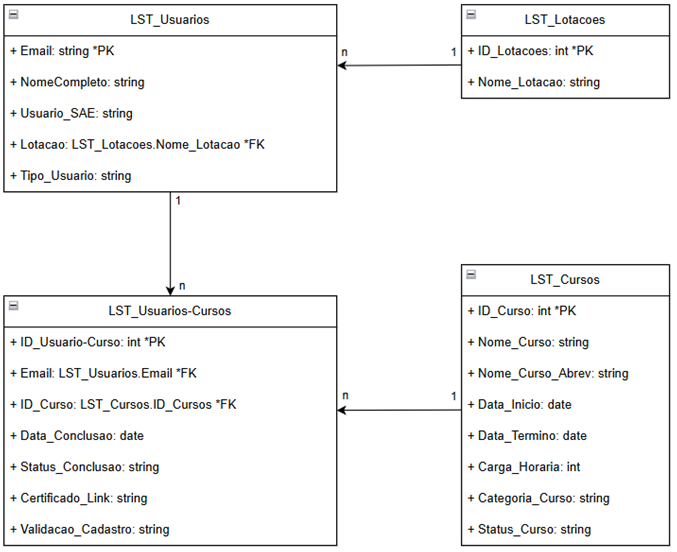 LST_Usuarios
+ Email: string *PK
+ NomeCompleto: string
+ Usuario_SAE: string
+ Lotacao: LST_Lotacoes.Nome_Lotacao *FK
+ Tipo_Usuario: string
n
1
LST_Lotacoes
+ ID_Lotacoes: int *PK
+ Nome_Lotacao: string
1
n
LST_Usuarios-Cursos
+ ID_Usuario-Curso: int *PK
+ Email: LST_Usuarios.Email *FK
+ ID_Curso: LST_Cursos.ID_Cursos *FK
+ Data_Conclusao: date
+ Status_Conclusao: string
+ Certificado_Link: string
+ Validacao_Cadastro: string
n
1
LST_Cursos
+ ID_Curso: int *PK
+ Nome_Curso: string
+ Nome_Curso_Abrev: string
+ Data_Inicio: date
+ Data_Termino: date
+ Carga_Horaria: int
+ Categoria_Curso: string
+ Status_Curso: string